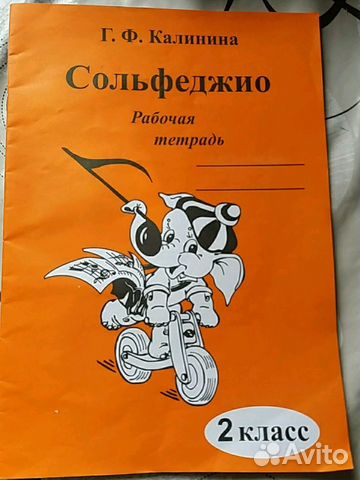 Г. Ф. Калинина
Сольфеджио
Рабочая
тетрадь
2 класс
Avito